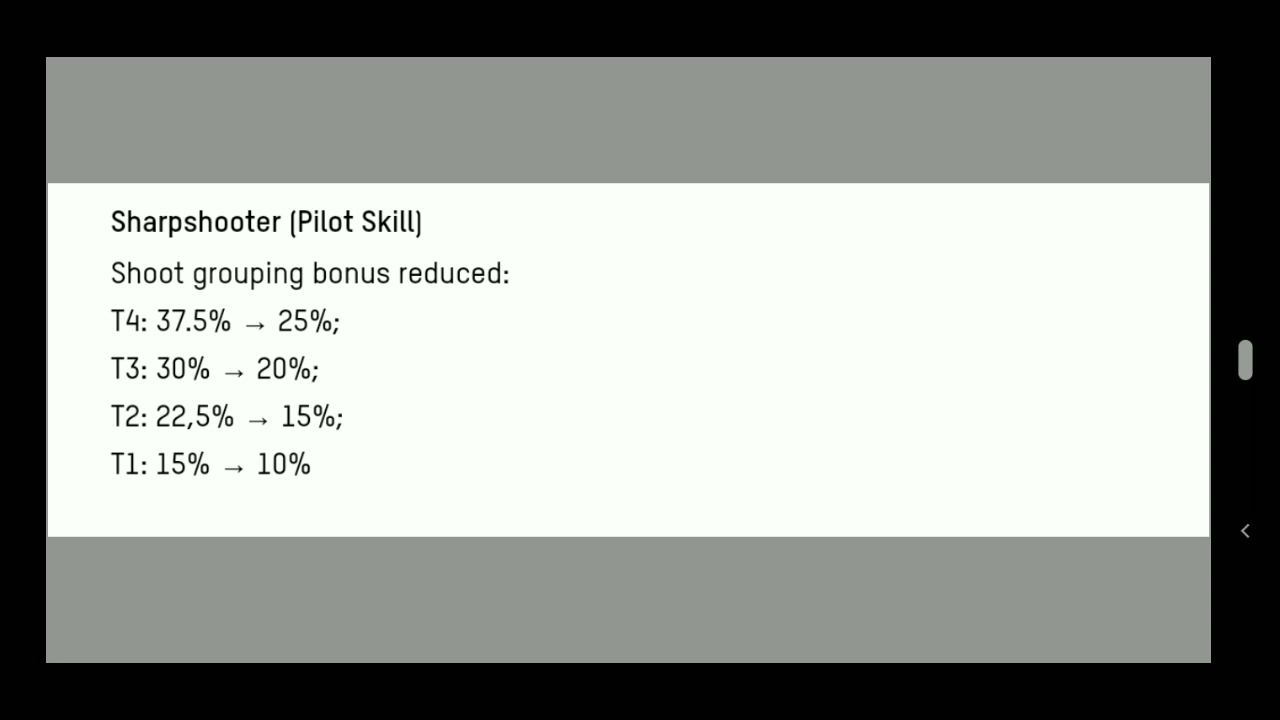 Sharpshooter (Pilot Skill)
Shoot grouping bonus reduced:
T4: 37.5% → 25%;
T3: 30% → 20%;
T2: 22,5% → 15%;
T1: 15% → 10%